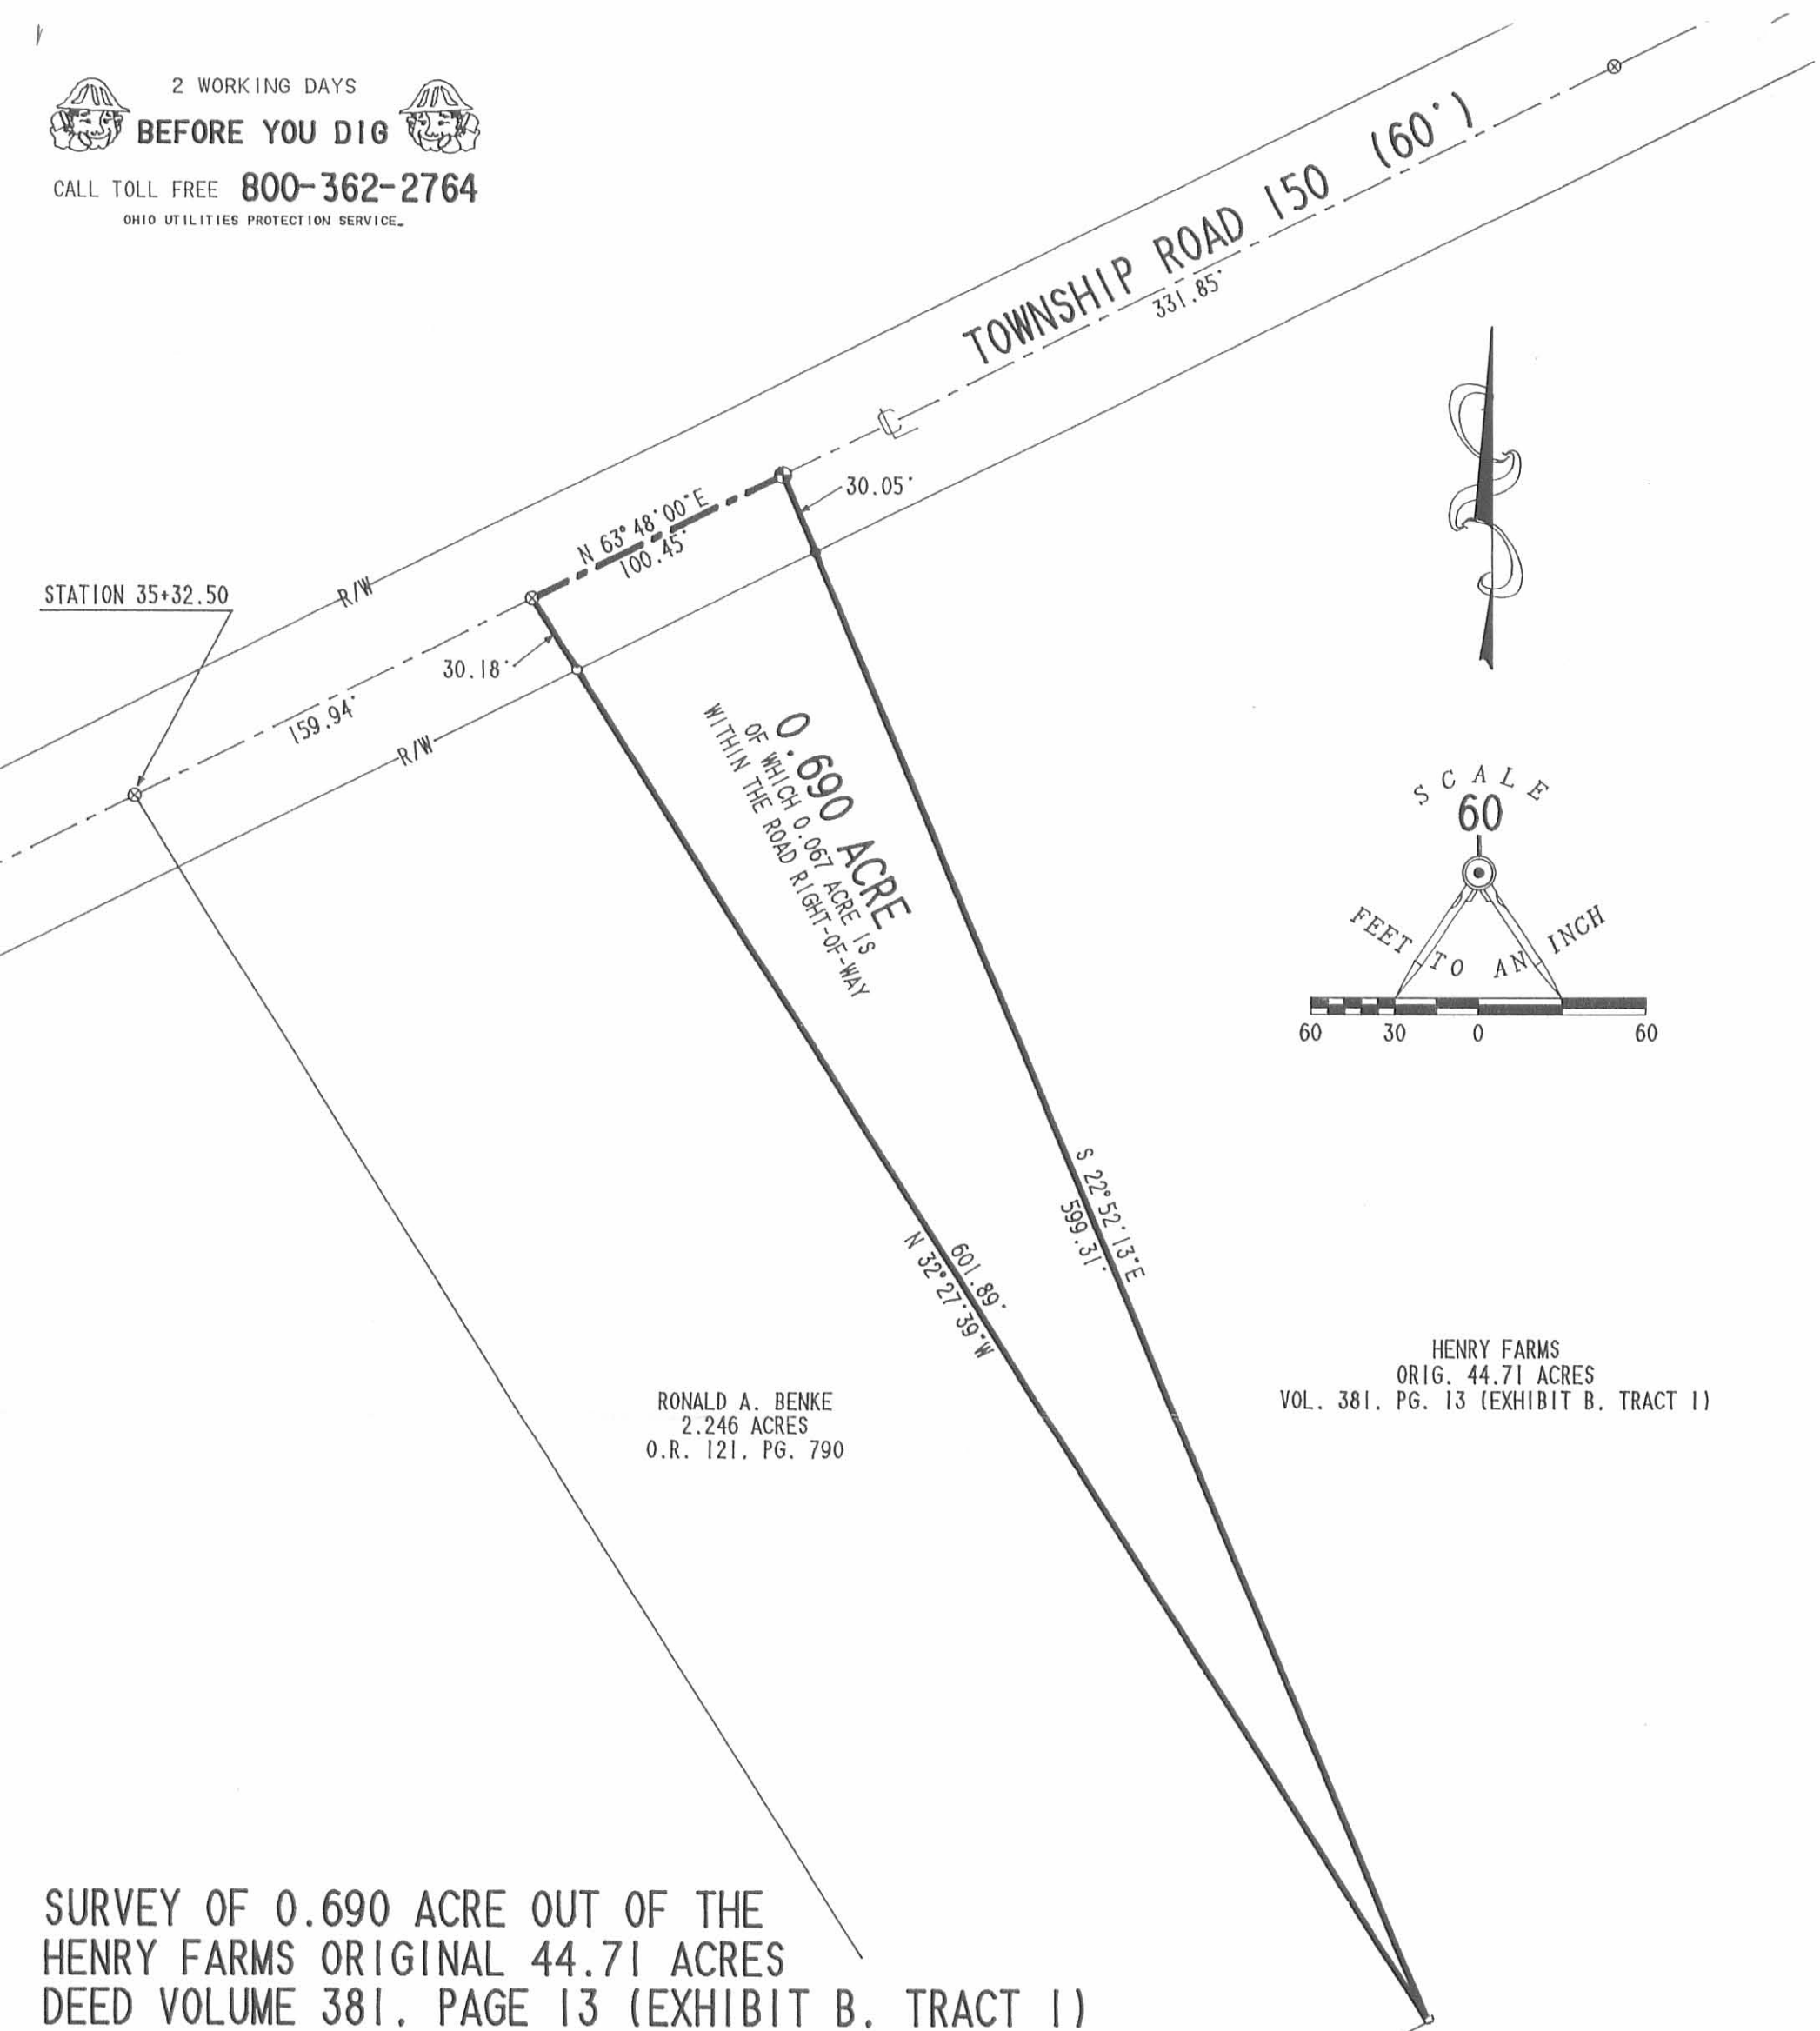 2 WORKING DAYS
BEFORE YOU DIG
CALL TOLL FREE 800-362-2764
OHIO UTILITIES PROTECTION SERVICE.
TOWNSHIP ROAD 150 (60')
331.85'
30.05'
N 63°48'00"E
100.45'
STATION 35+32.50
R/W
30.18'
159.94'
R/W
0.690 ACRE
OF WHICH 0.067 ACRE IS
WITHIN THE ROAD RIGHT-OF-WAY
SCALE
60
FEET TO AN INCH
60 30 0 60
S 22°52'13"E
599.31'
601.89'
N 32°27'39"W
HENRY FARMS
ORIG. 44.71 ACRES
VOL. 381, PG. 13 (EXHIBIT B, TRACT 1)
RONALD A. BENKE
2.246 ACRES
O.R. 121, PG. 790
SURVEY OF 0.690 ACRE OUT OF THE
HENRY FARMS ORIGINAL 44.71 ACRES
DEED VOLUME 381, PAGE 13 (EXHIBIT B, TRACT 1)